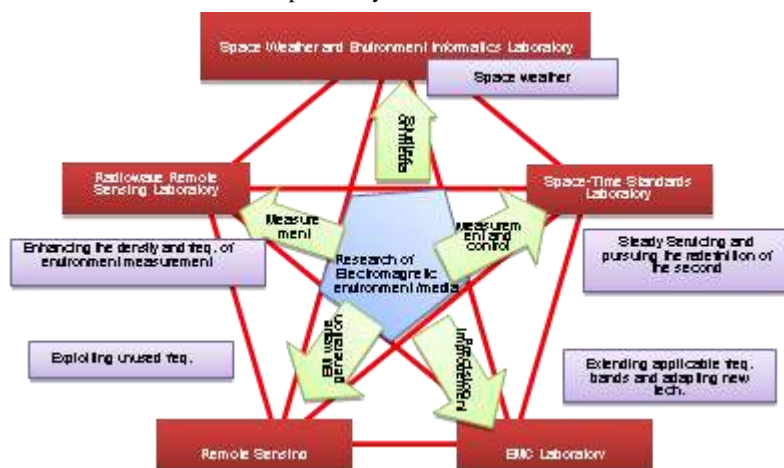 Space Weather and Environment Informatics Laboratory
Space weather
Radiowave Remote
Sensing Laboratory
Space-Time Standards
Laboratory
Measure
ment
Measurem
ent and
control
Enhancing the density and freq. of
environment measurement
Research of
Electromagnetic
environment /media
Steady Servicing and
pursuing the redefinition of
the second
EM wave
generation
Precision
Improvement
Exploiting unused freq.
Extending applicable freq.
bands and adapting new
tech.
Remote Sensing
EMC Laboratory